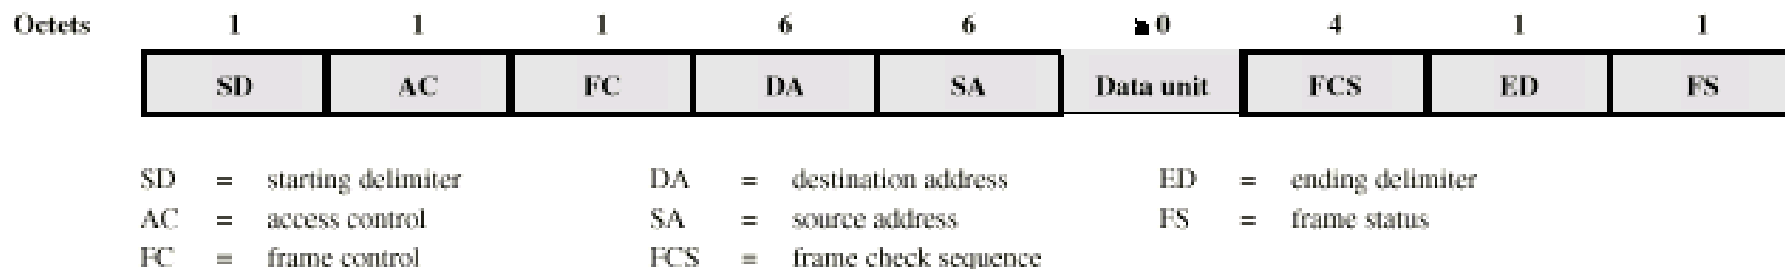 Octets 1 1 1 6 6 0 4 1 1
SD AC FC DA SA Data unit FCS ED FS
SD = starting delimiter DA = destination address ED = ending delimiter
AC = access control SA = source address FS = frame status
FC = frame control FCS = frame check sequence